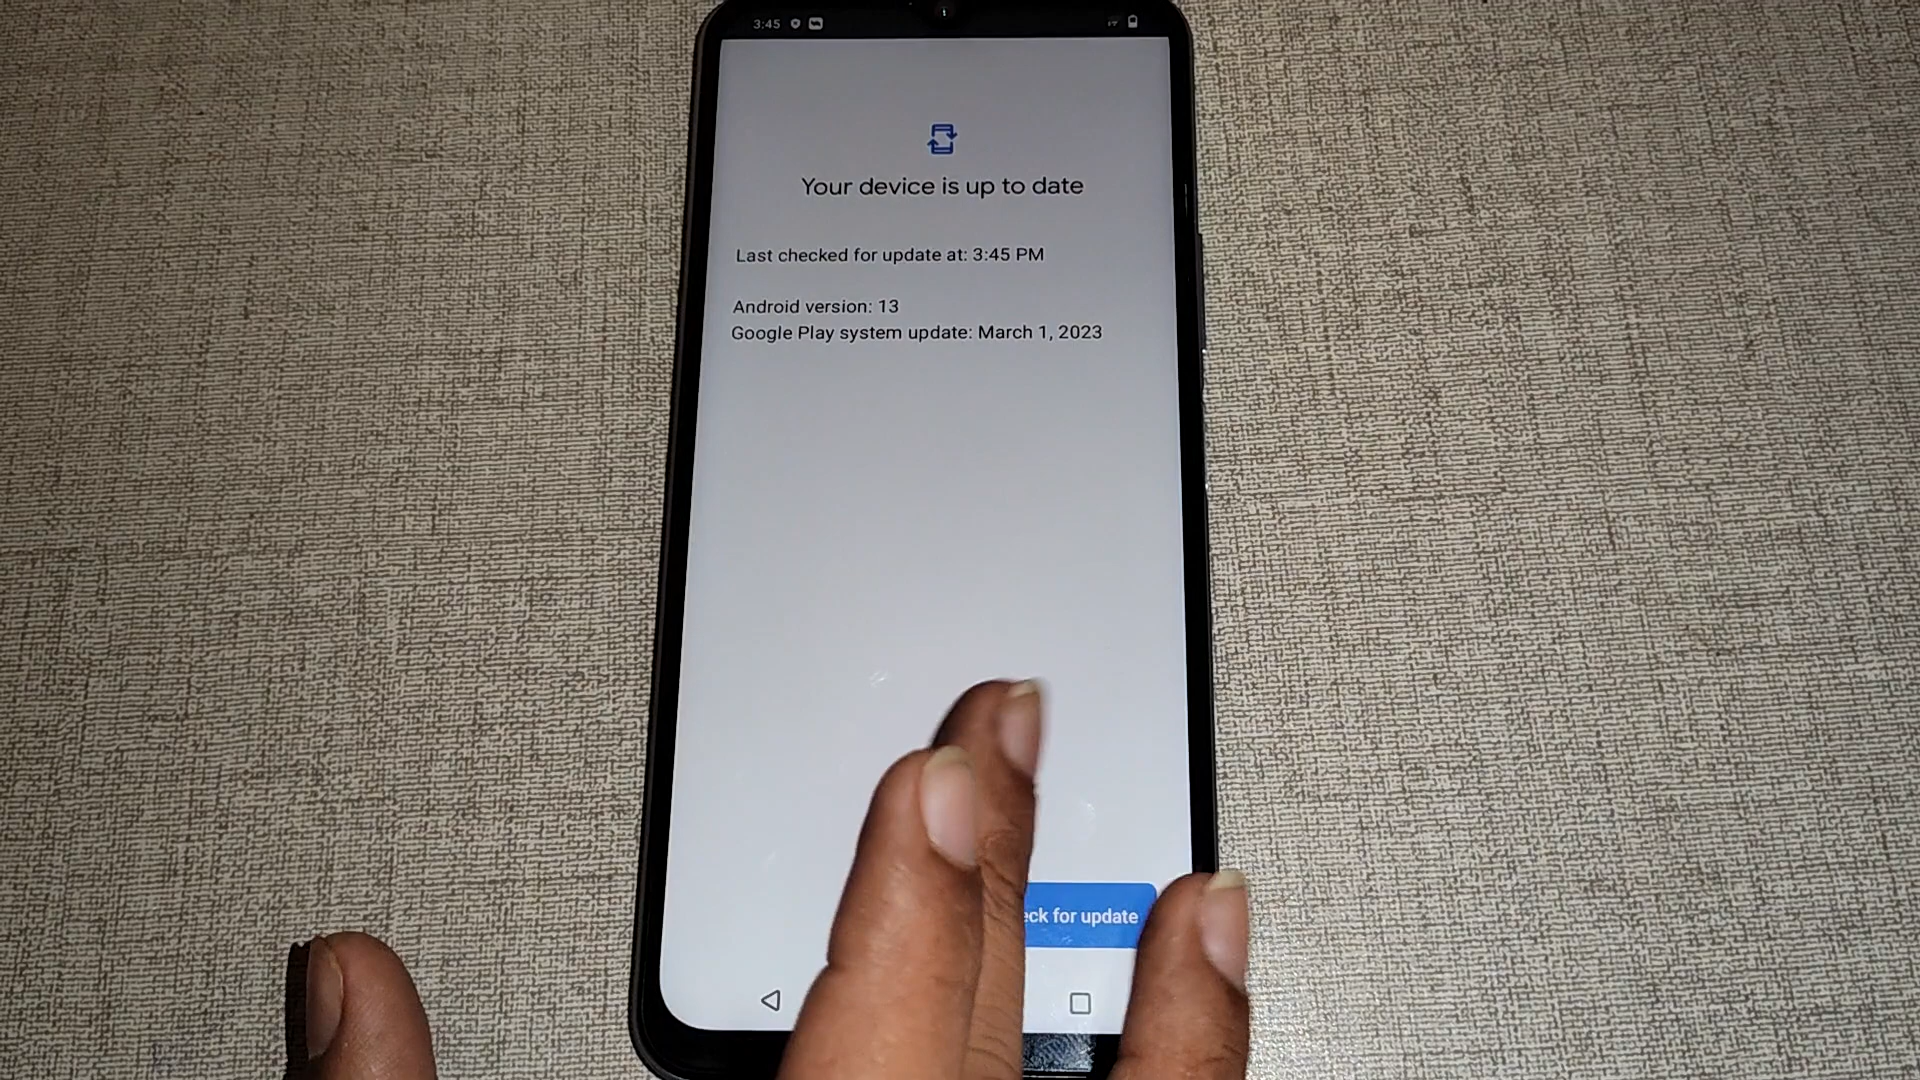 3:45
Your device is up to date
Last checked for update at: 3:45 PM
Android version: 13
Google Play system update: March 1, 2023
eck for update